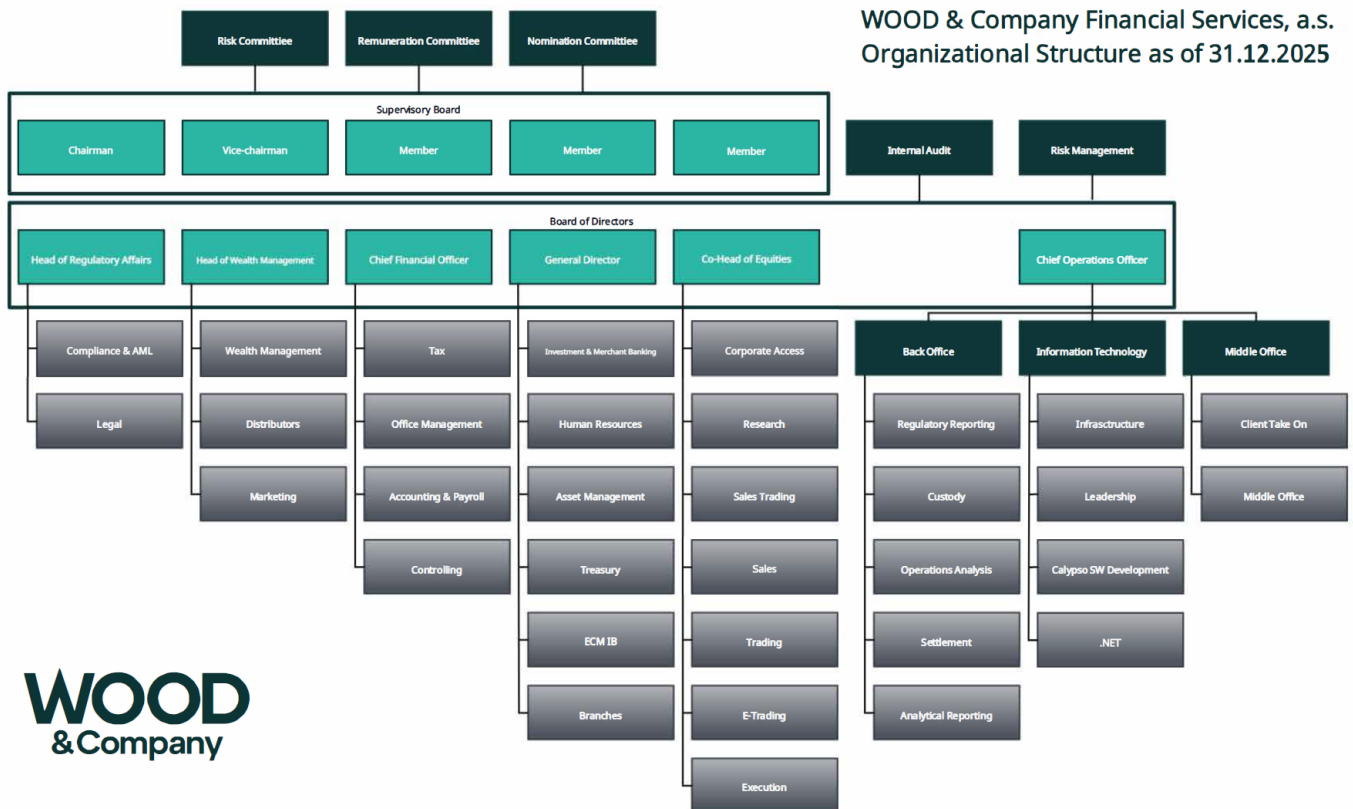 WOOD & Company Financial Services, a.s.
Organizational Structure as of 31.12.2025
Risk Committiee
Remuneration Committiee
Nomination Committiee
Supervisory Board
Chairman
Vice-chairman
Member
Member
Member
Internal Audit
Risk Management
Board of Directors
Head of Regulatory Affairs
Head of Wealth Management
Chief Financial Officer
General Director
Co-Head of Equities
Chief Operations Officer
Compliance & AML
Wealth Management
Tax
Investment & Merchant Banking
Corporate Access
Back Office
Information Technology
Middle Office
Legal
Distributors
Office Management
Human Resources
Research
Regulatory Reporting
Infrasctructure
Client Take On
Marketing
Accounting & Payroll
Asset Management
Sales Trading
Custody
Leadership
Middle Office
Controlling
Treasury
Sales
Operations Analysis
Calypso SW Development
ECM IB
Trading
Settlement
.NET
Branches
E-Trading
Analytical Reporting
Execution
WOOD
& Company